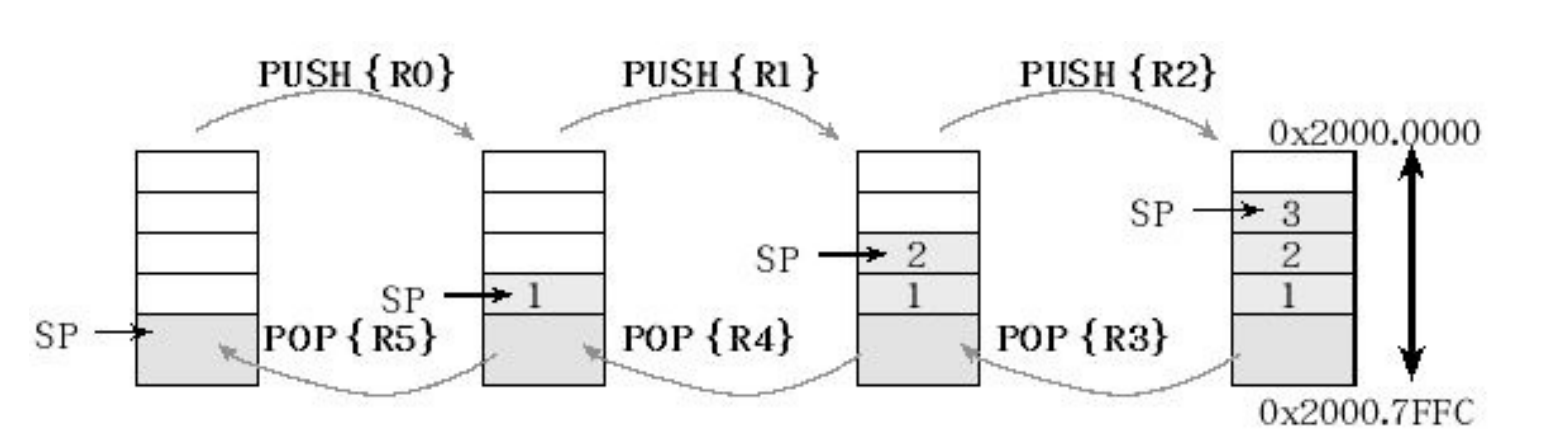 PUSH{R0} PUSH{R1} PUSH{R2}
0x2000.0000
SP 3
SP 2 2
SP 1 1 1
SP POP{R5} POP{R4} POP{R3}
0x2000.7FFC